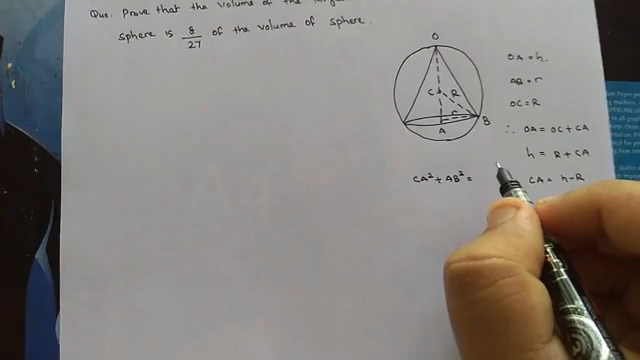 Que. Prove that the volume of the
sphere is 8/27 of the volume of sphere.
O
C
R
r
A
B
OA = h.
AB = r
OC = R
∴ OA = OC + CA
h = R + CA
CA = h - R
CA² + AB² =